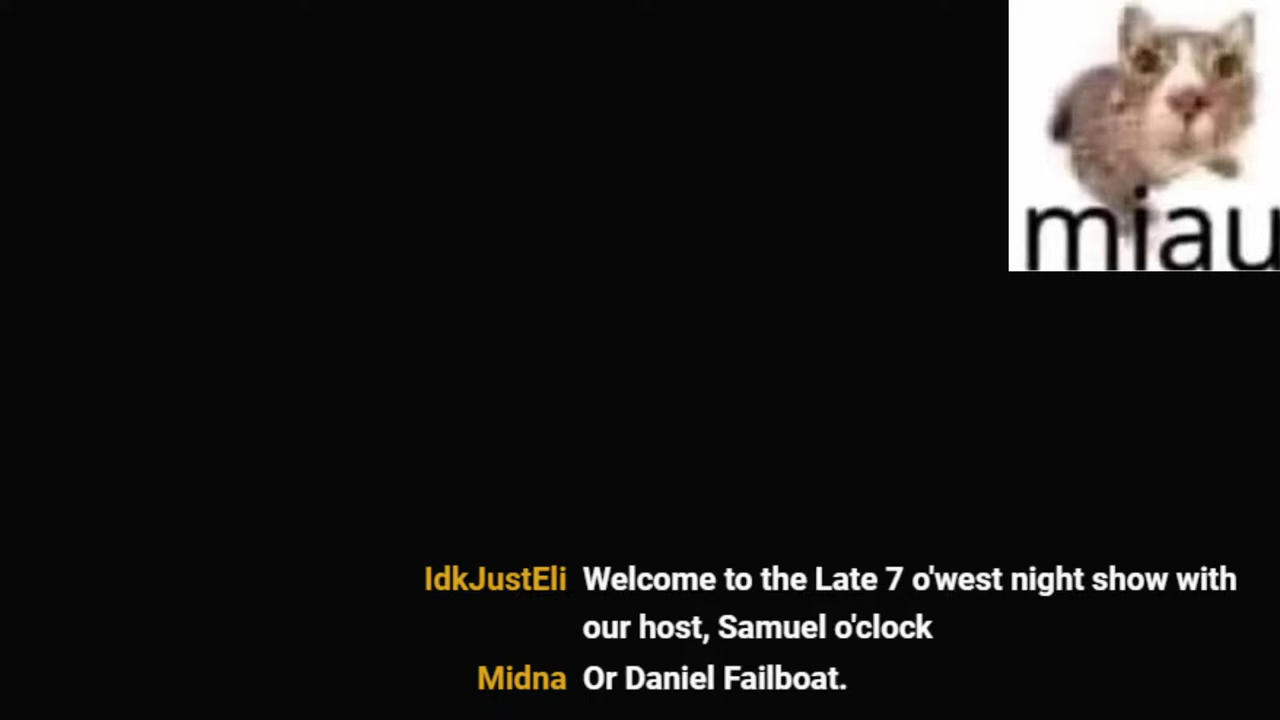 miau
IdkJustEli Welcome to the Late 7 o'west night show with
our host, Samuel o'clock
Midna Or Daniel Failboat.